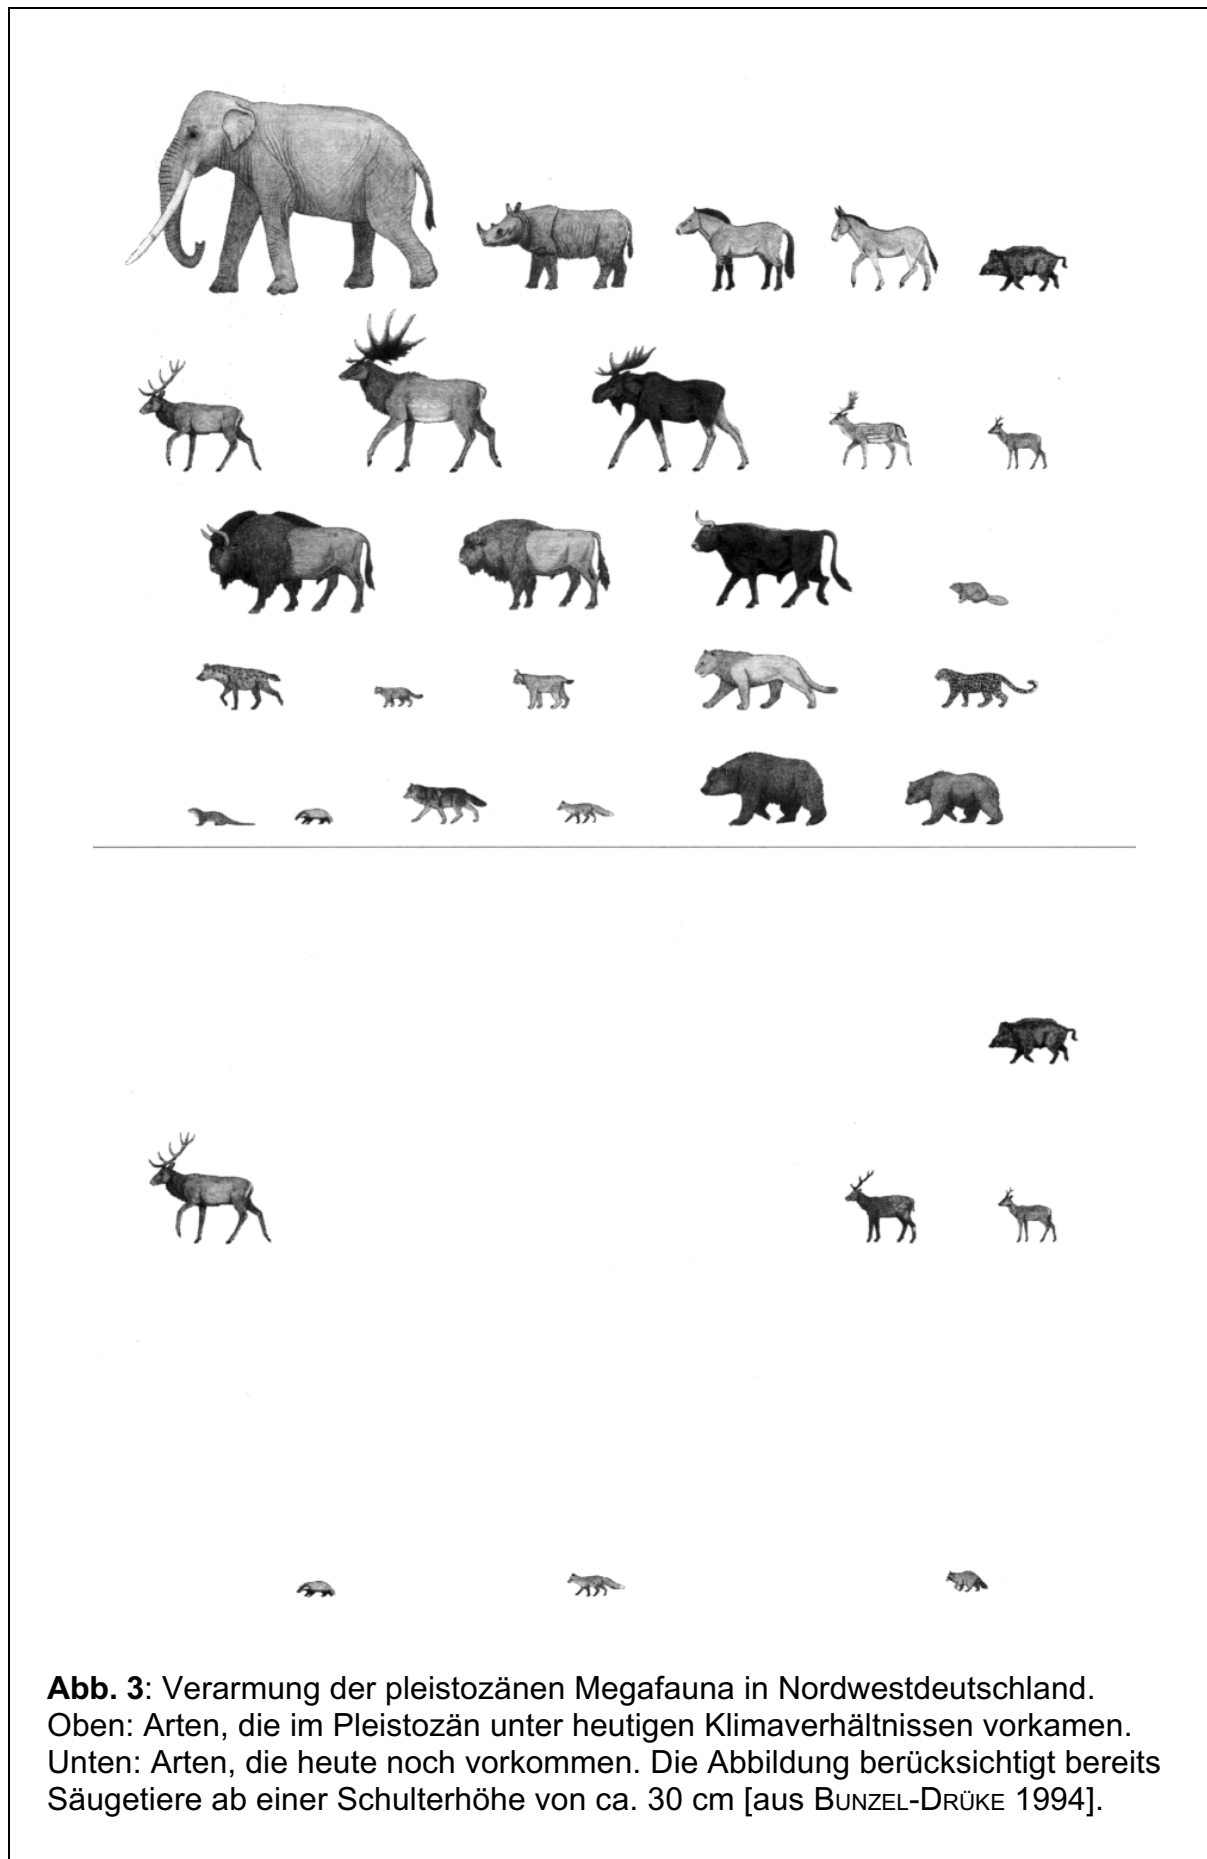 Abb. 3: Verarmung der pleistozänen Megafauna in Nordwestdeutschland.
Oben: Arten, die im Pleistozän unter heutigen Klimaverhältnissen vorkamen.
Unten: Arten, die heute noch vorkommen. Die Abbildung berücksichtigt bereits
Säugetiere ab einer Schulterhöhe von ca. 30 cm [aus BUNZEL-DRÜKE 1994].